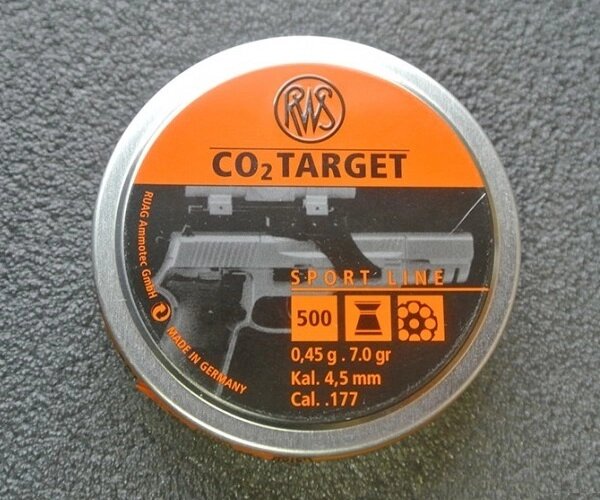 RWS
CO₂ TARGET
SPORT LINE
500
0,45 g . 7.0 gr
Kal. 4,5 mm
Cal. .177
RUAG Ammotec GmbH
MADE IN GERMANY